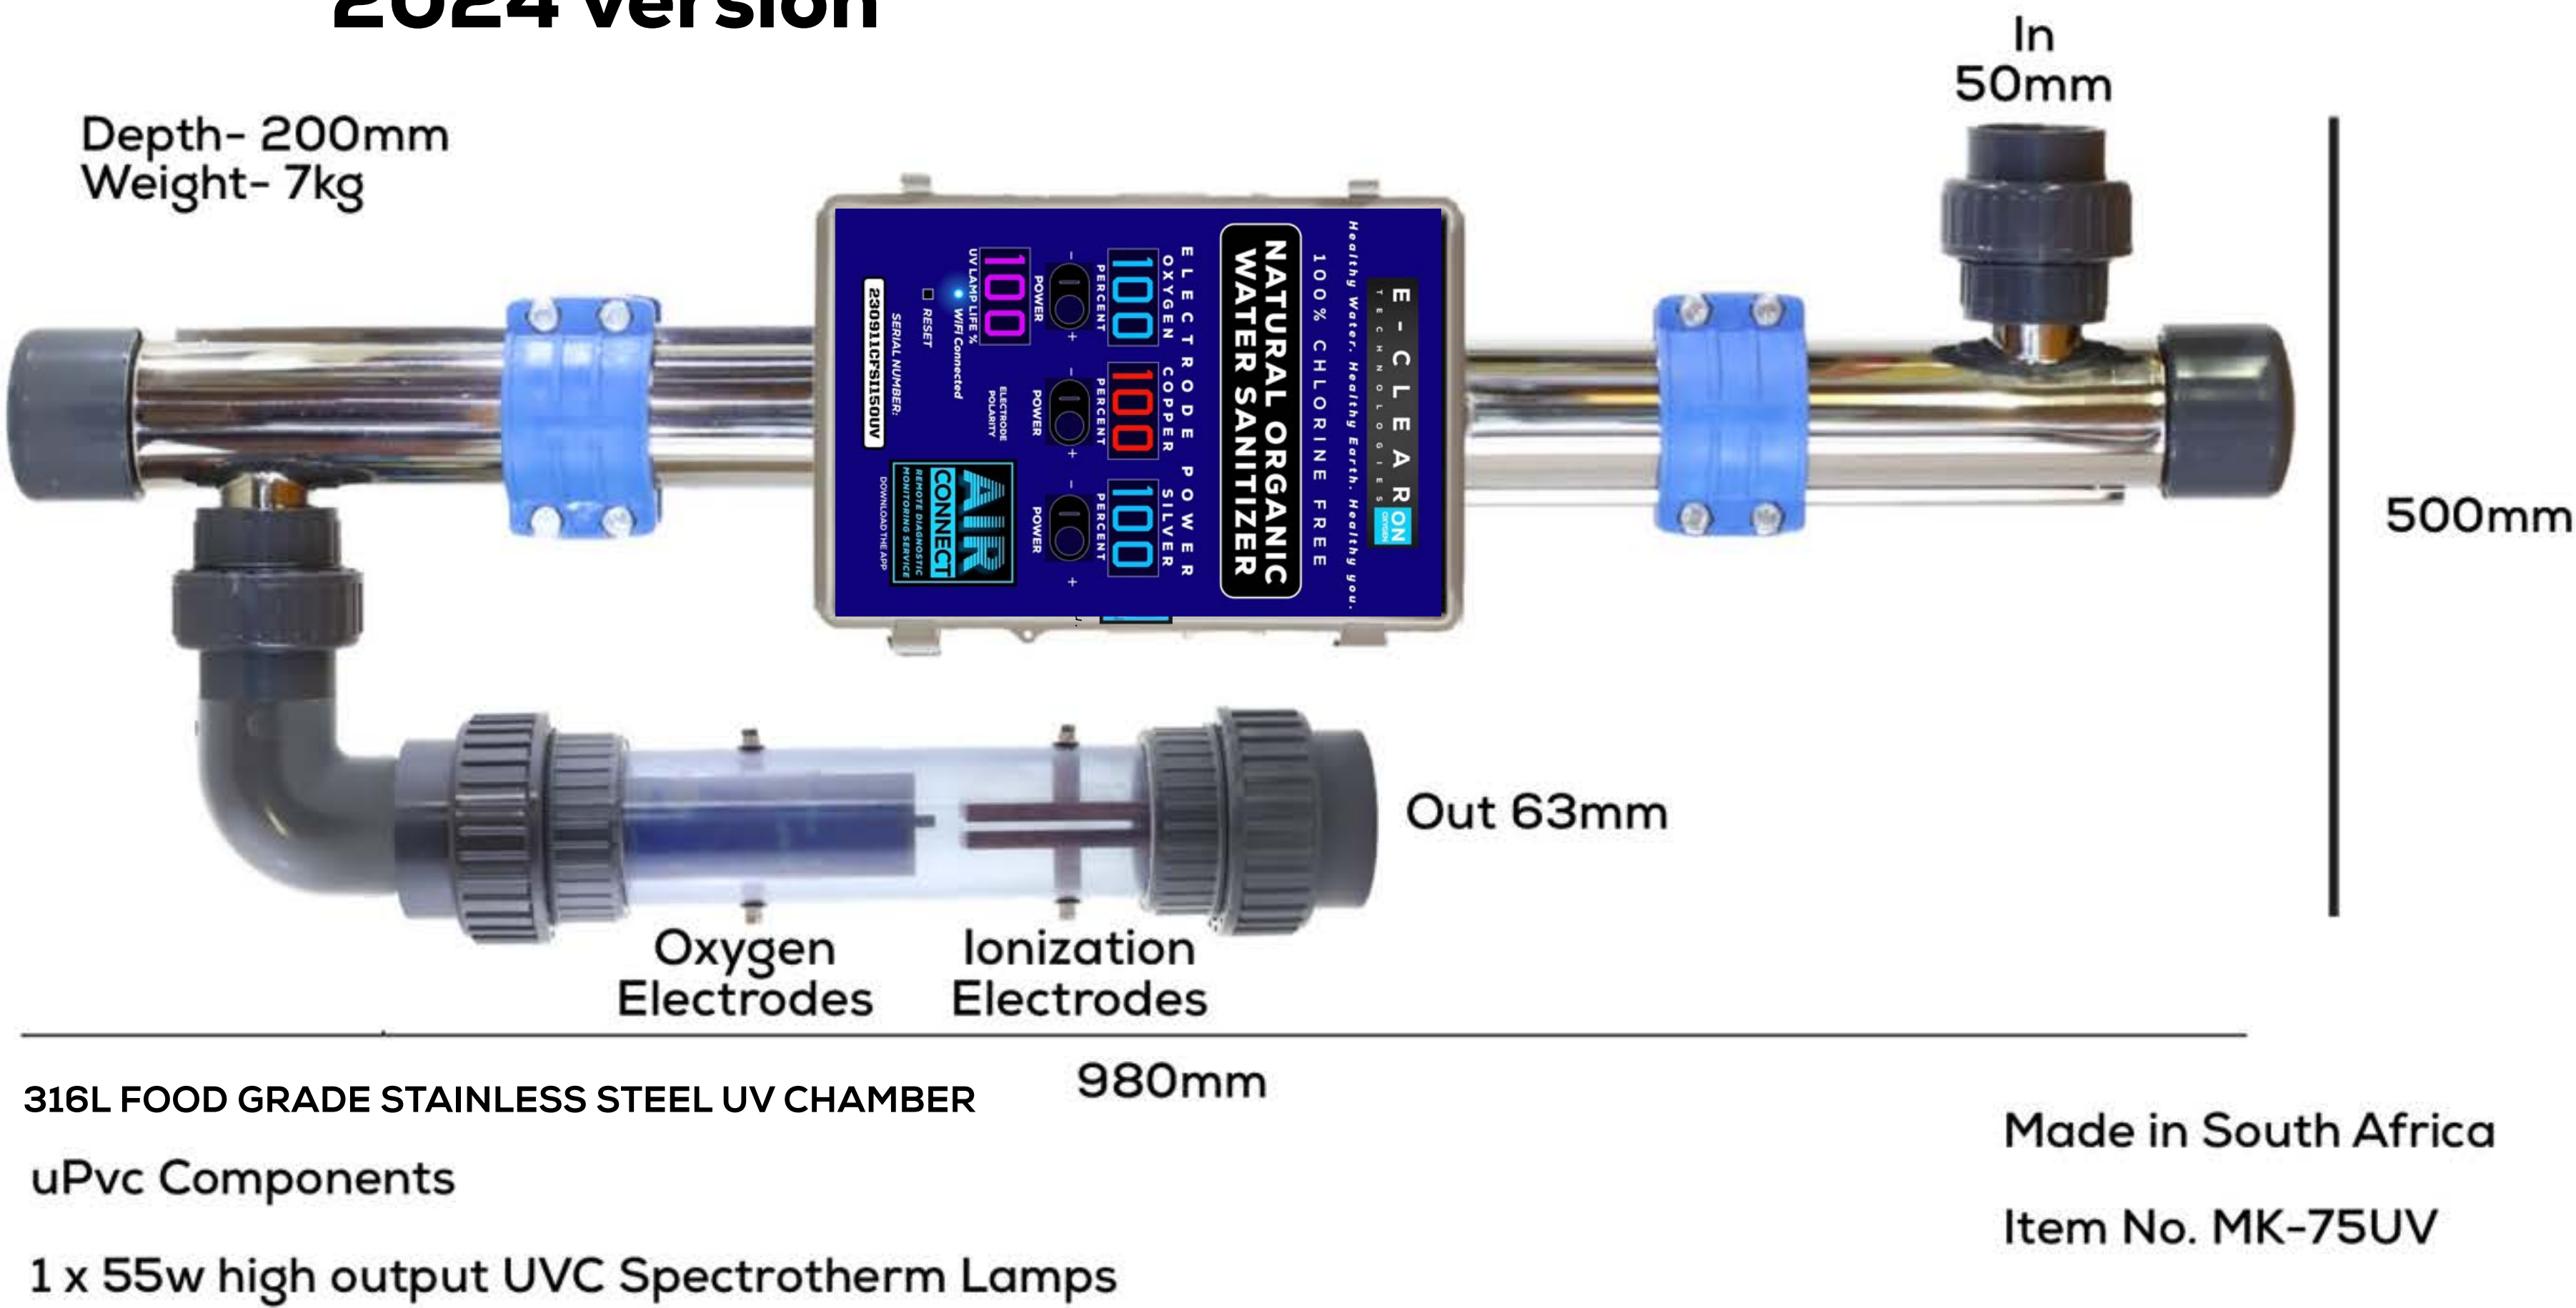 2024 version
In
50mm
Depth- 200mm
Weight- 7kg
E-CLEAR
TECHNOLOGIES
ON
OXYGEN
Healthy Water. Healthy Earth. Healthy you.
100% CHLORINE FREE
NATURAL ORGANIC
WATER SANITIZER
ELECTRODE POWER
OXYGEN COPPER SILVER
100 100 100
PERCENT PERCENT PERCENT
- + - + - +
POWER POWER POWER
100
UV LAMP LIFE %
WiFi Connected
RESET
ELECTRODE
POLARITY
SERIAL NUMBER:
230911CFSI150UV
AIR
CONNECT
REMOTE DIAGNOSTIC
MONITORING SERVICE
DOWNLOAD THE APP
500mm
Out 63mm
Oxygen
Electrodes
Ionization
Electrodes
980mm
316L FOOD GRADE STAINLESS STEEL UV CHAMBER
uPvc Components
1 x 55w high output UVC Spectrotherm Lamps
Made in South Africa
Item No. MK-75UV